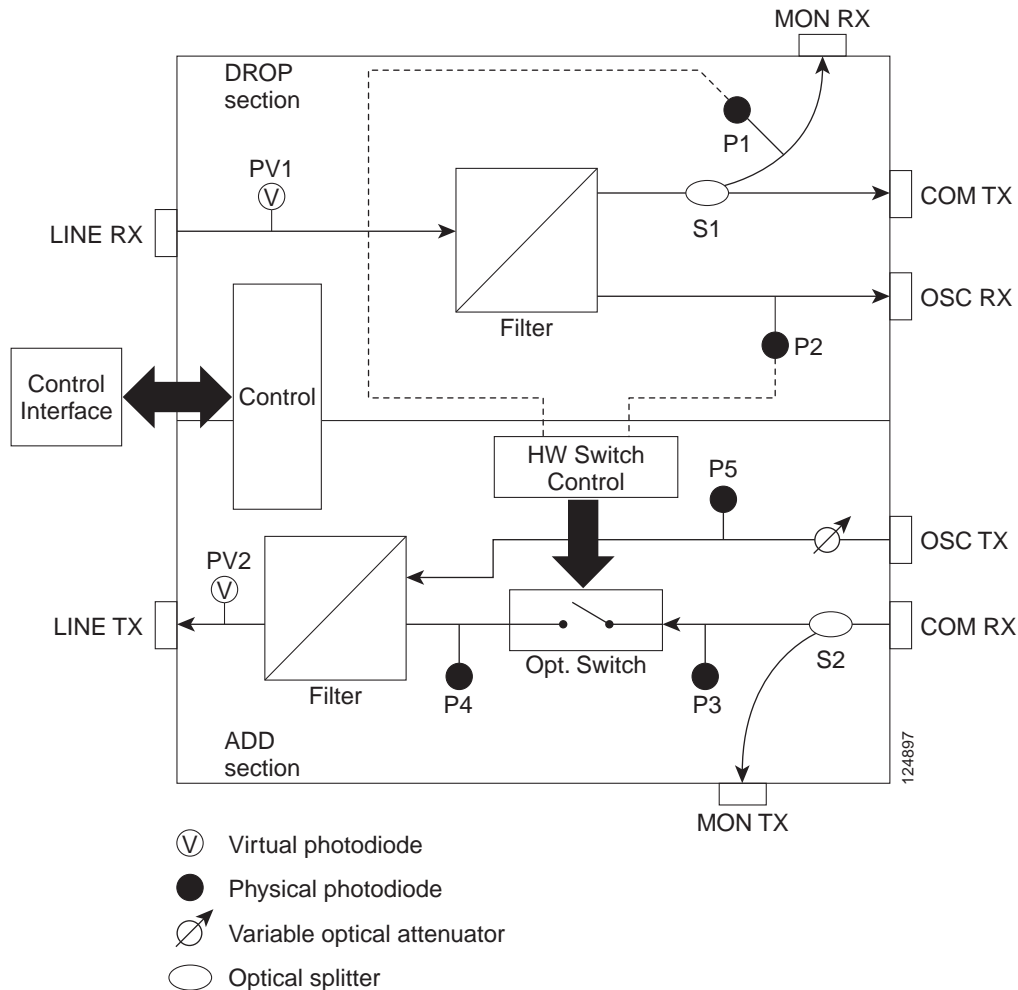 MON RX
DROP
section
P1
PV1
V
COM TX
LINE RX
S1
OSC RX
Filter
P2
Control
Interface
Control
HW Switch
Control
P5
OSC TX
PV2
V
LINE TX
COM RX
S2
Opt. Switch
Filter
P4
P3
ADD
section
124897
MON TX
V Virtual photodiode
Physical photodiode
Variable optical attenuator
Optical splitter